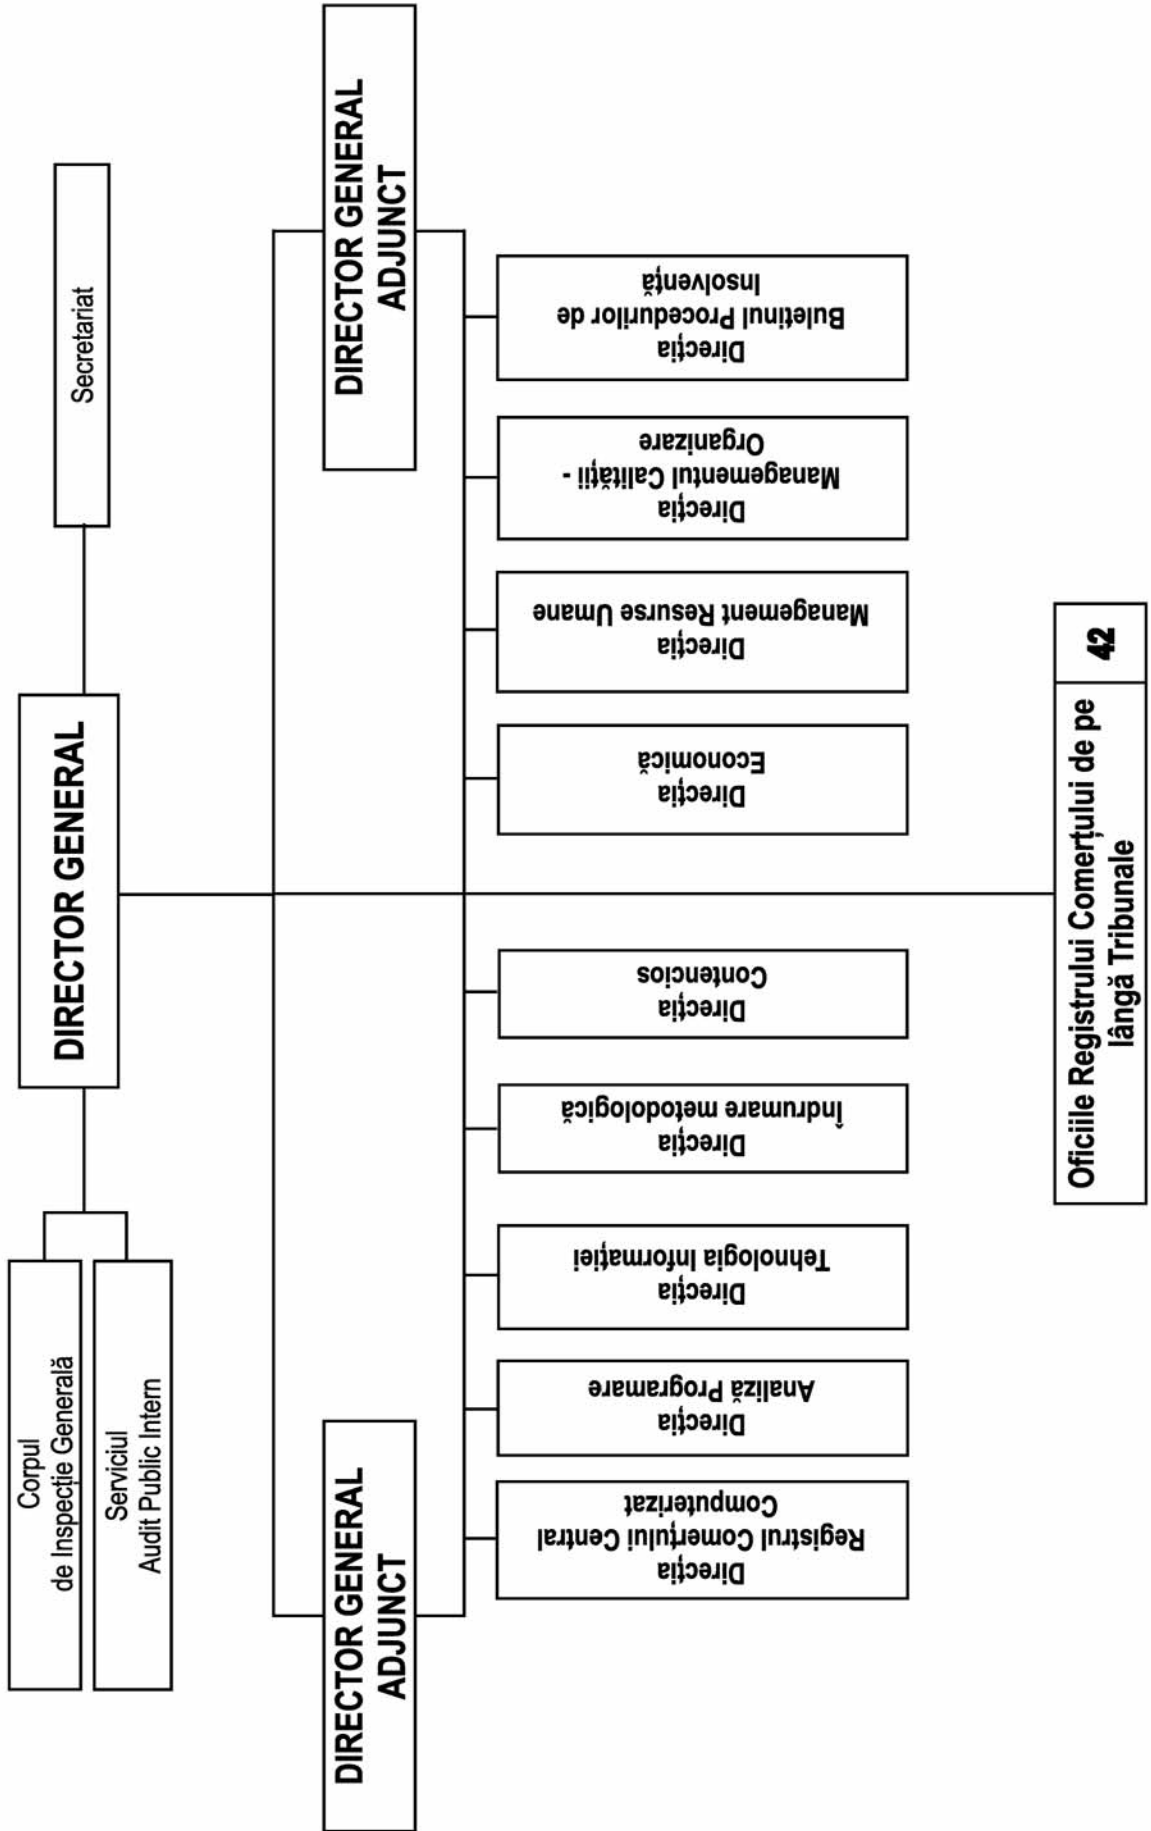 Corpul
de Inspecție Generală
Serviciul
Audit Public Intern
DIRECTOR GENERAL
Secretariat
DIRECTOR GENERAL
ADJUNCT
DIRECTOR GENERAL
ADJUNCT
Direcția
Registrul Comerțului Central
Computerizat
Direcția
Analiză Programare
Direcția
Tehnologia Informației
Direcția
Îndrumare metodologică
Direcția
Contencios
Direcția
Economică
Direcția
Management Resurse Umane
Direcția
Managementul Calității -
Organizare
Direcția
Buletinul Procedurilor de
Insolvență
Oficiile Registrului Comerțului de pe
lângă Tribunale
42